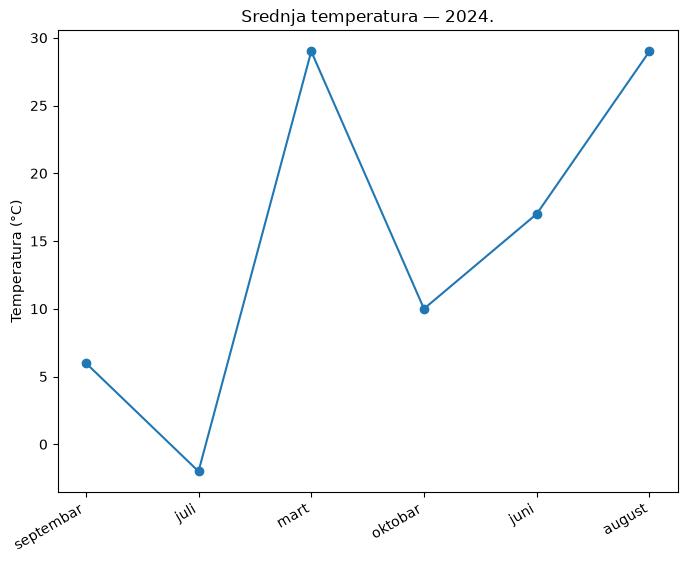 Srednja temperatura — 2024.
Temperatura (°C)
30
25
20
15
10
5
0
septembar
juli
mart
oktobar
juni
august